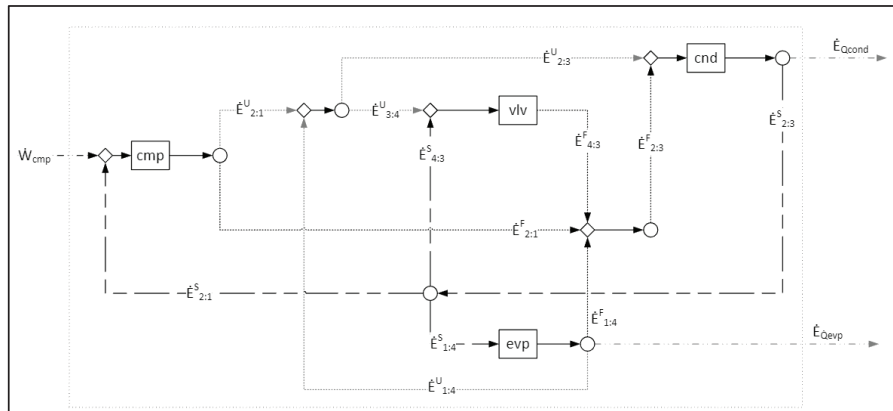 Ė^U_2:3
cnd
Ė_Qcond
Ė^U_2:1
Ė^U_3:4
vlv
Ė^S_2:3
Ẇ_cmp
cmp
Ė^S_4:3
Ė^F_4:3
Ė^F_2:3
Ė^F_2:1
Ė^S_2:1
Ė^F_1:4
Ė^S_1:4
evp
Ė_Qevp
Ė^U_1:4